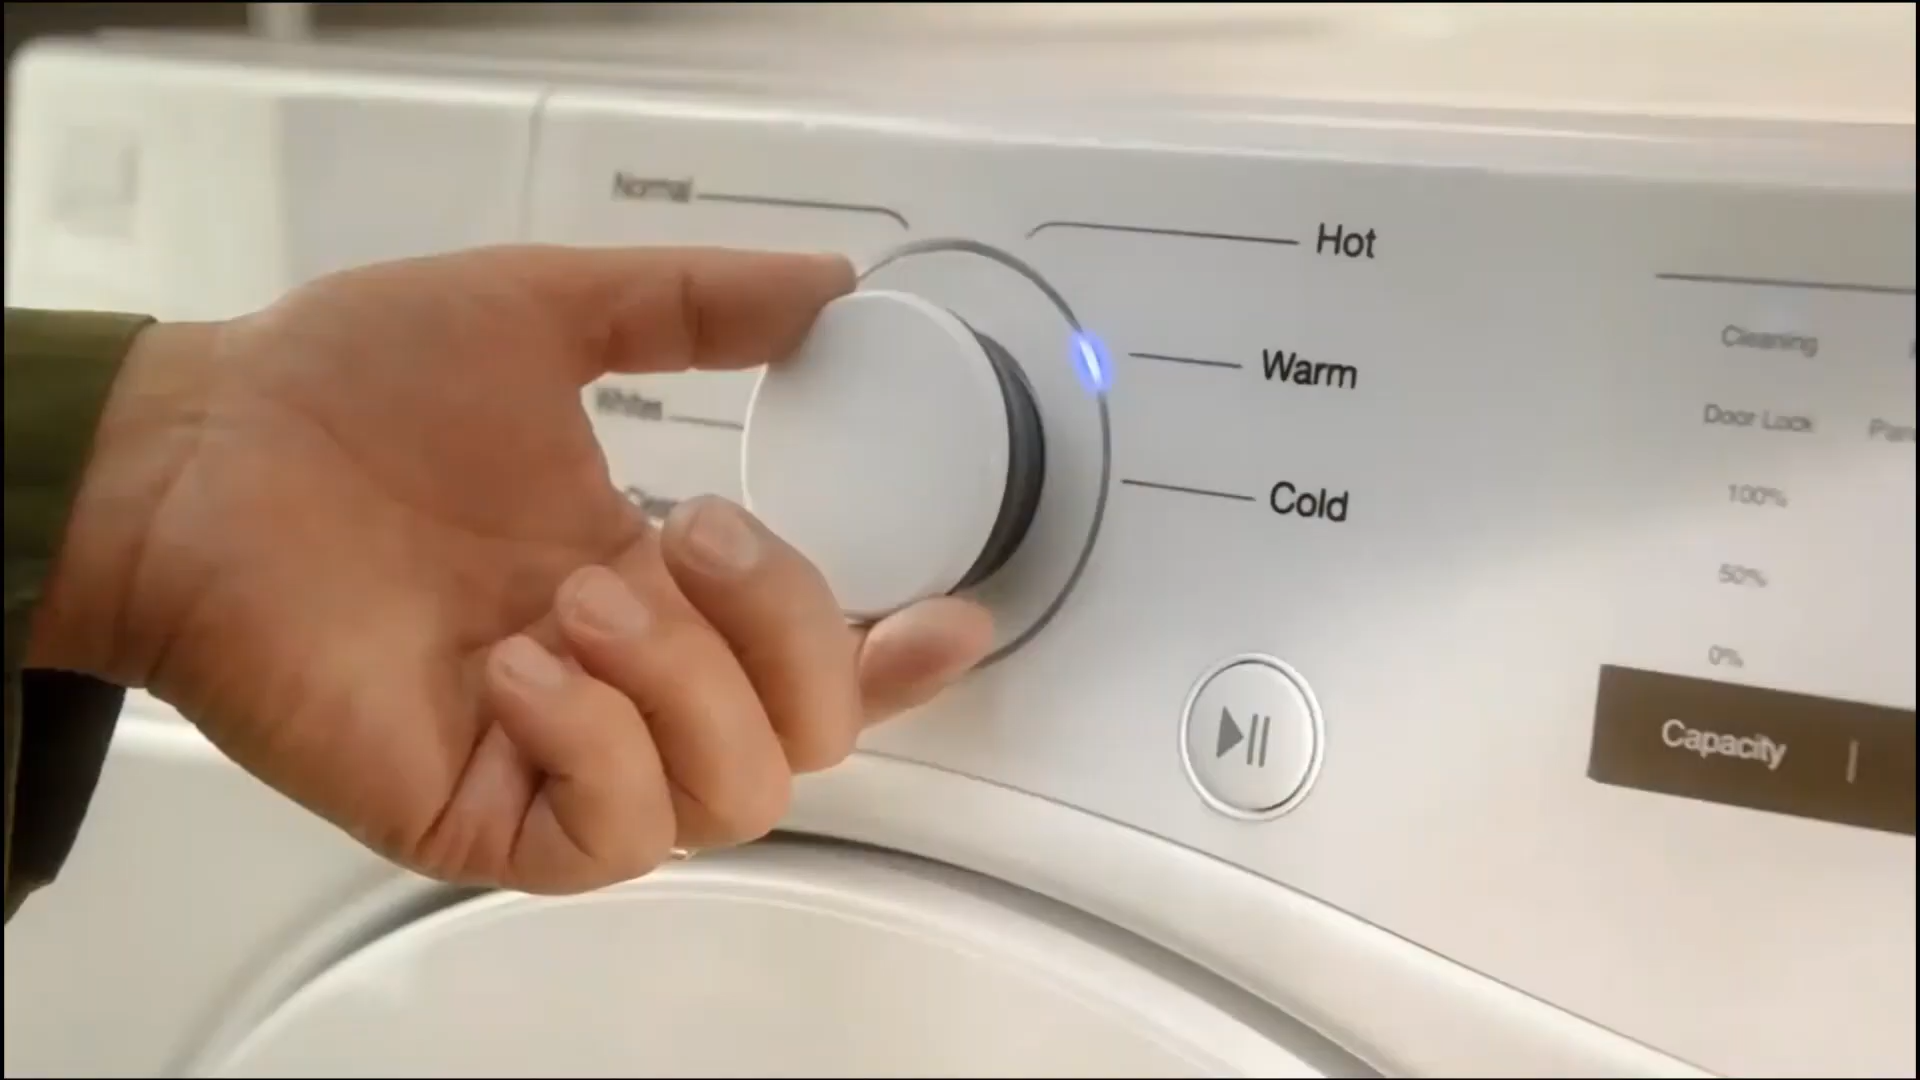 Normal
Hot
Warm
Cold
Whites
Cleaning
Door Lock
100%
50%
0%
Capacity